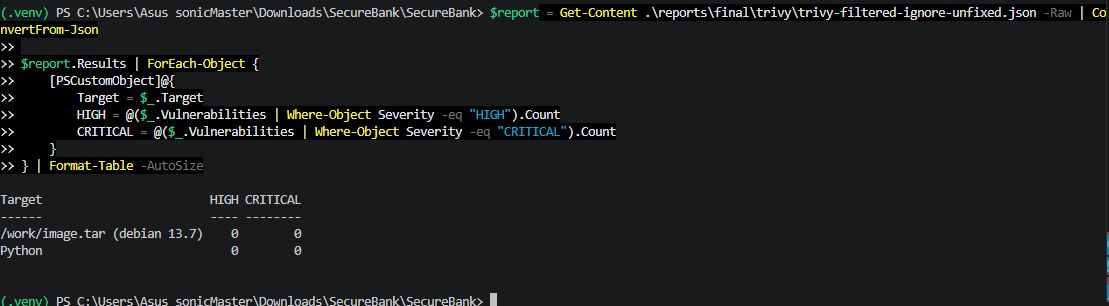 (.venv) PS C:\Users\Asus sonicMaster\Downloads\SecureBank\SecureBank> $report = Get-Content .\reports\final\trivy\trivy-filtered-ignore-unfixed.json -Raw | Co
nvertFrom-Json
>>
>> $report.Results | ForEach-Object {
>>     [PSCustomObject]@{
>>         Target = $_.Target
>>         HIGH = @($_.Vulnerabilities | Where-Object Severity -eq "HIGH").Count
>>         CRITICAL = @($_.Vulnerabilities | Where-Object Severity -eq "CRITICAL").Count
>>     }
>> } | Format-Table -AutoSize
Target                          HIGH CRITICAL
------                          ---- --------
/work/image.tar (debian 13.7)      0        0
Python                             0        0
(.venv) PS C:\Users\Asus sonicMaster\Downloads\SecureBank\SecureBank>